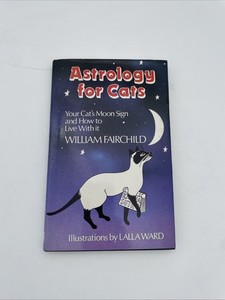 Astrology
for Cats
Your Cat's Moon Sign
and How to
Live With it
WILLIAM FAIRCHILD
Illustrations by LALLA WARD